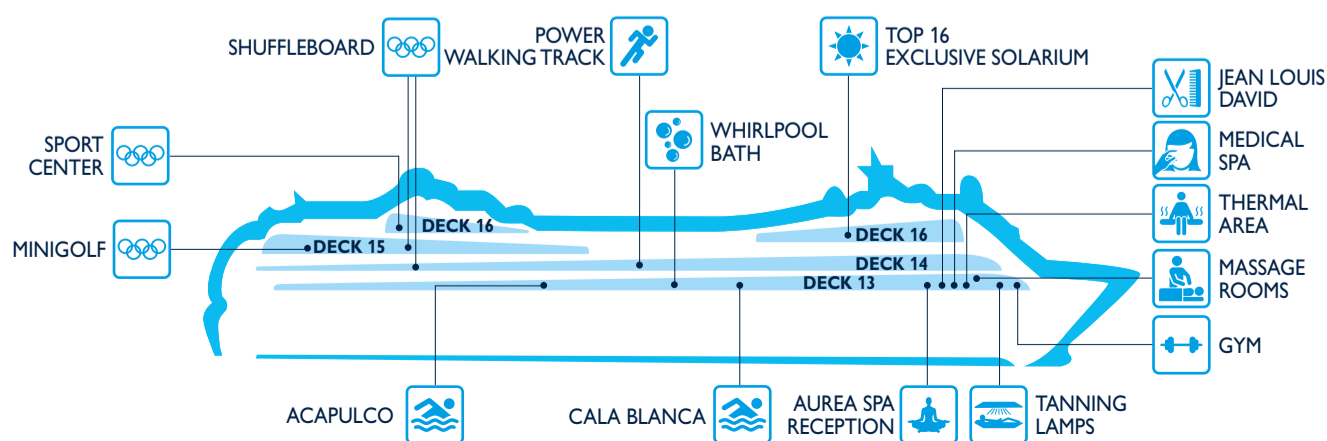 SHUFFLEBOARD
POWER
WALKING TRACK
TOP 16
EXCLUSIVE SOLARIUM
JEAN LOUIS
DAVID
WHIRLPOOL
BATH
SPORT
CENTER
MEDICAL
SPA
THERMAL
AREA
MINIGOLF
DECK 16
DECK 16
DECK 15
DECK 14
DECK 13
MASSAGE
ROOMS
GYM
ACAPULCO
CALA BLANCA
AUREA SPA
RECEPTION
TANNING
LAMPS